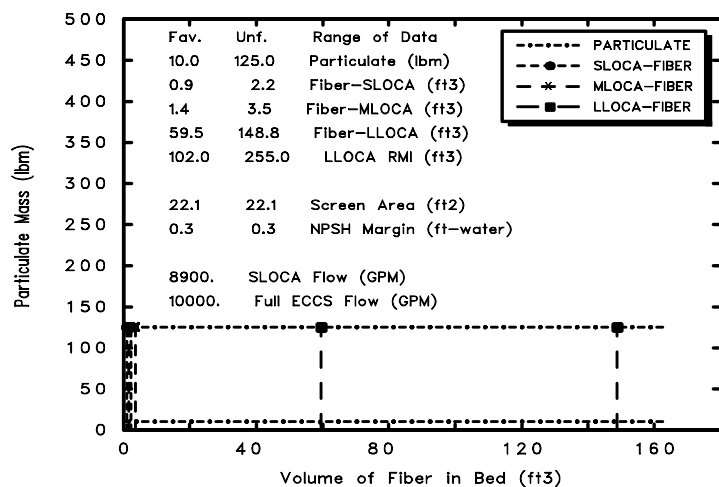 500
450
400
350
300
250
200
150
100
50
0
Particulate Mass (lbm)
Fav. Unf. Range of Data
10.0 125.0 Particulate (lbm)
0.9 2.2 Fiber-SLOCA (ft3)
1.4 3.5 Fiber-MLOCA (ft3)
59.5 148.8 Fiber-LLOCA (ft3)
102.0 255.0 LLOCA RMI (ft3)
22.1 22.1 Screen Area (ft2)
0.3 0.3 NPSH Margin (ft-water)
8900. SLOCA Flow (GPM)
10000. Full ECCS Flow (GPM)
PARTICULATE
SLOCA-FIBER
MLOCA-FIBER
LLOCA-FIBER
0 40 80 120 160
Volume of Fiber in Bed (ft3)